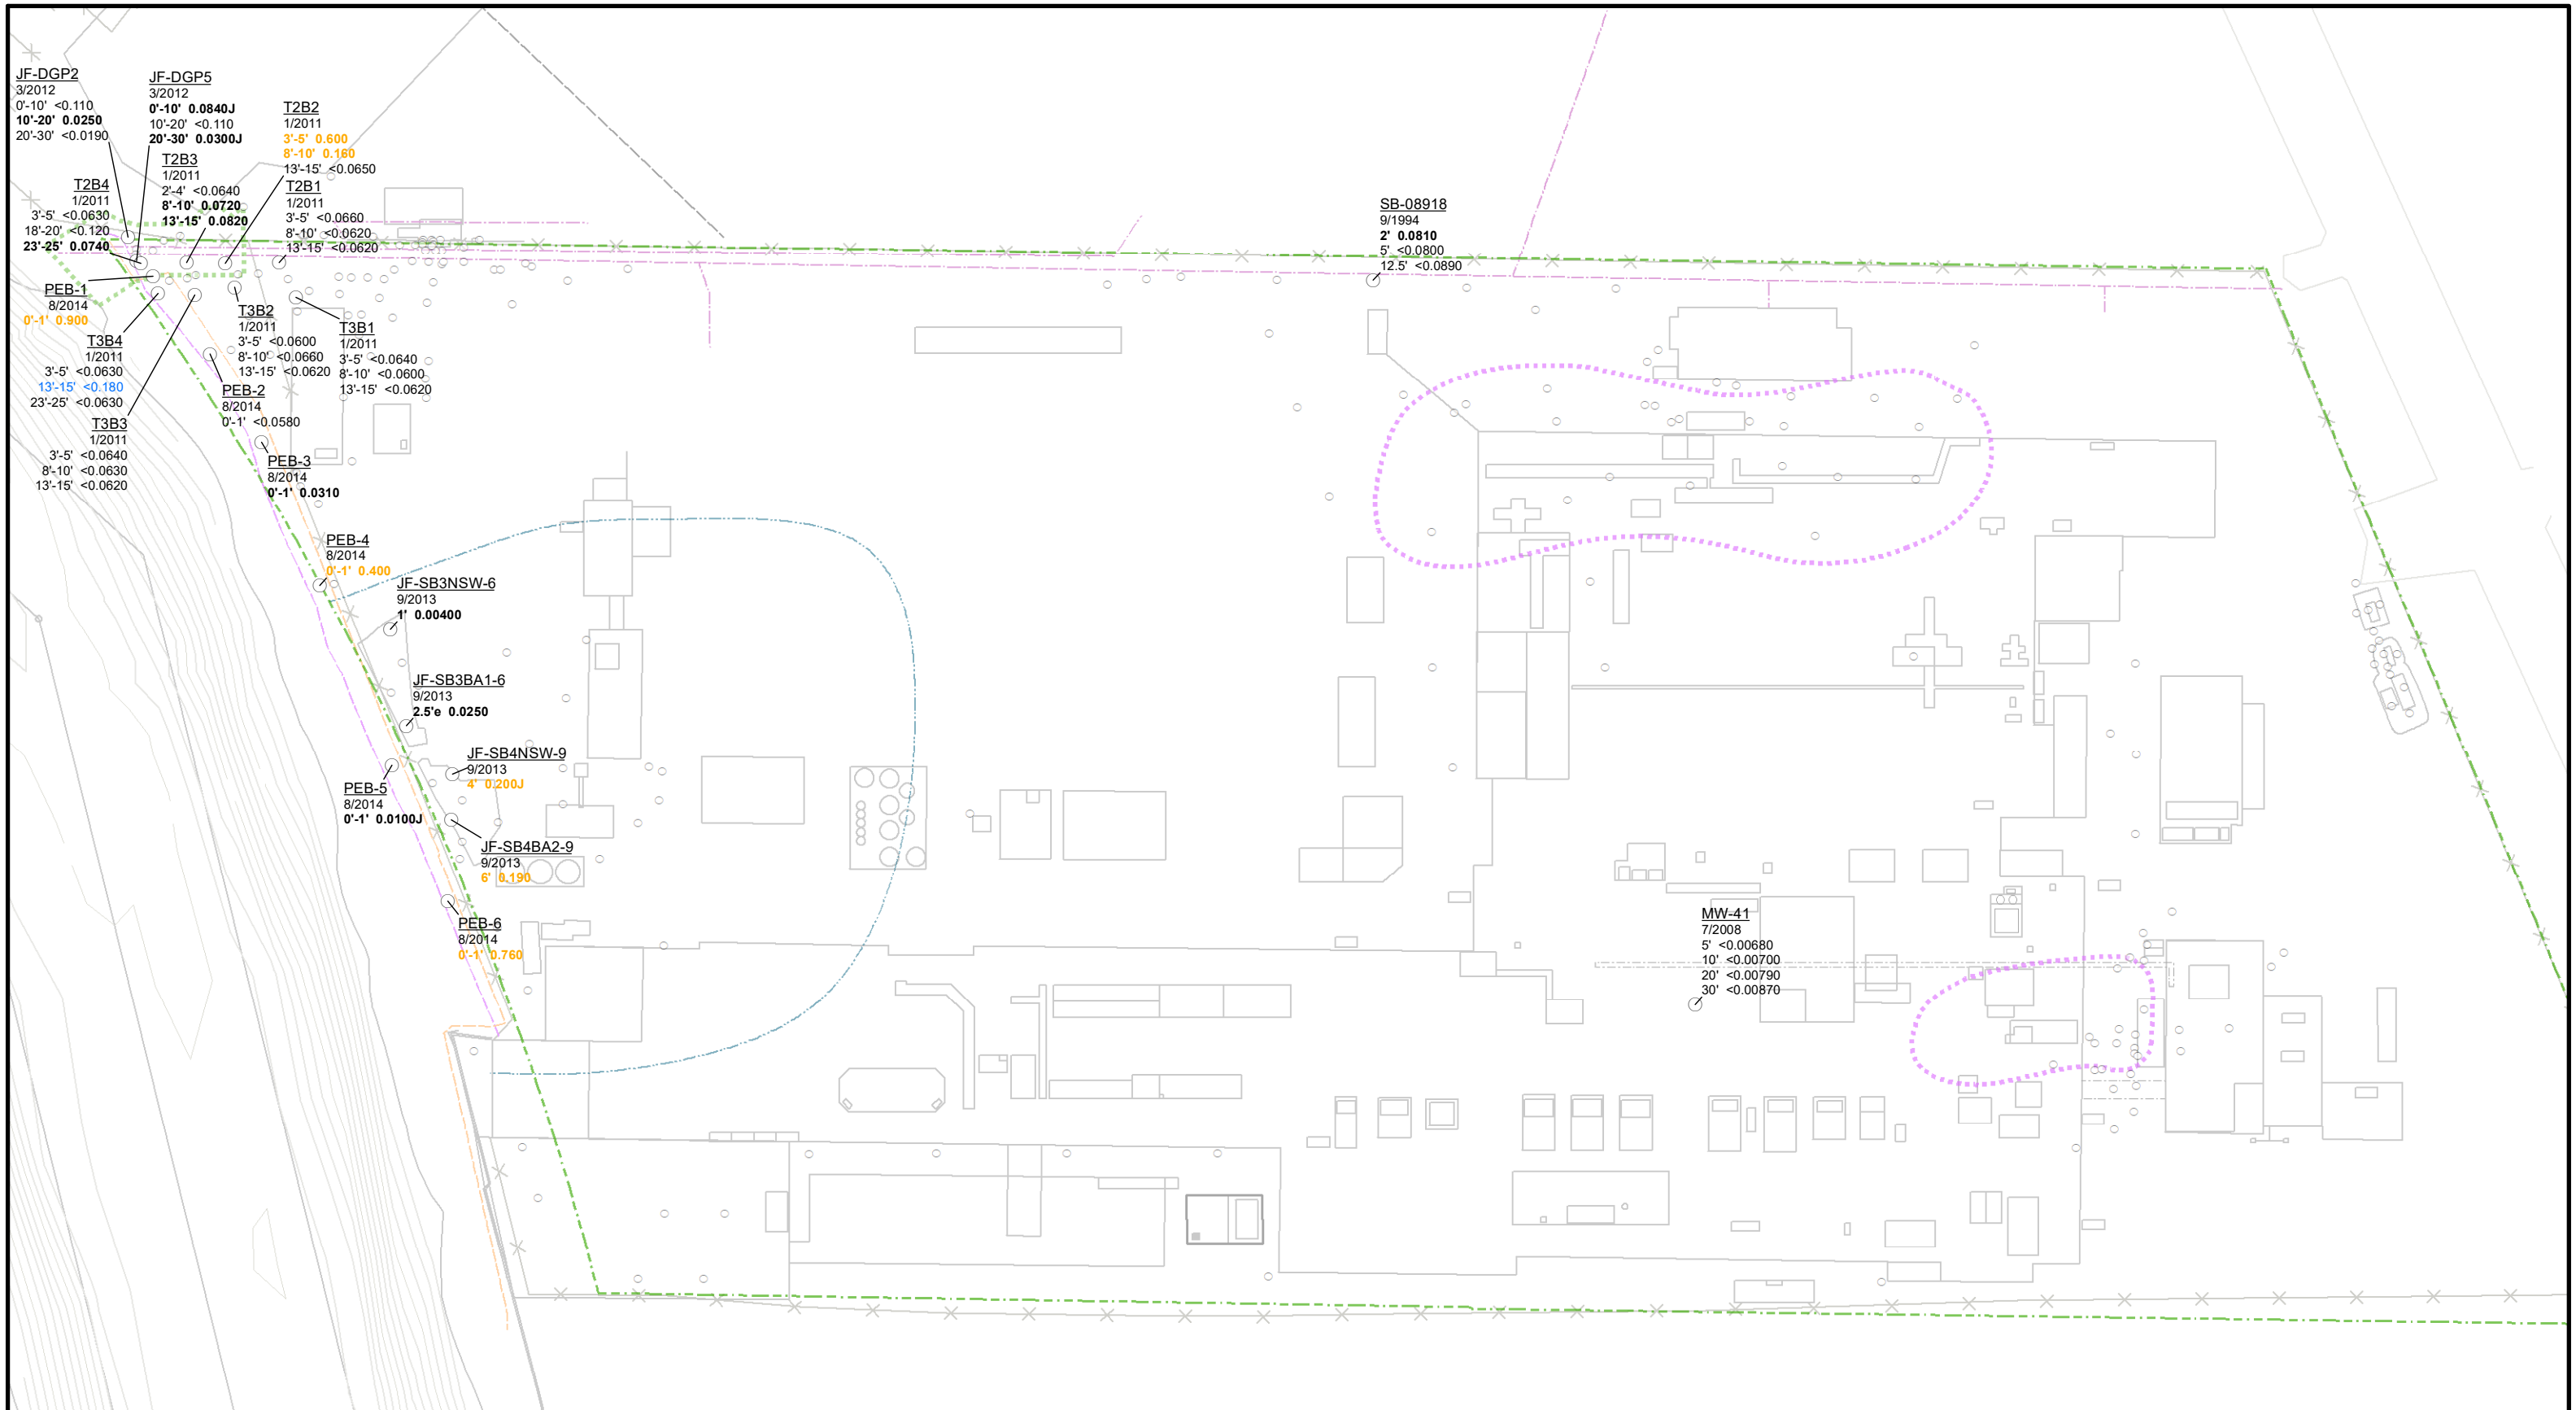 JF-DGP2
3/2012
0'-10' <0.110
10'-20' 0.0250
20'-30' <0.0190
JF-DGP5
3/2012
0'-10' 0.0840J
10'-20' <0.110
20'-30' 0.0300J
T2B2
1/2011
3'-5' 0.600
8'-10' 0.160
13'-15' <0.0650
T2B3
1/2011
2'-4' <0.0640
8'-10' 0.0720
13'-15' 0.0820
T2B4
1/2011
3'-5' <0.0630
18'-20' <0.120
23'-25' 0.0740
T2B1
1/2011
3'-5' <0.0660
8'-10' <0.0620
13'-15' <0.0620
SB-08918
9/1994
2' 0.0810
5' <0.0800
12.5' <0.0890
PEB-1
8/2014
0'-1' 0.900
T3B2
1/2011
3'-5' <0.0600
8'-10' <0.0660
13'-15' <0.0620
T3B1
1/2011
3'-5' <0.0640
8'-10' <0.0600
13'-15' <0.0620
T3B4
1/2011
3'-5' <0.0630
13'-15' <0.180
23'-25' <0.0630
PEB-2
8/2014
0'-1' <0.0580
T3B3
1/2011
3'-5' <0.0640
8'-10' <0.0630
13'-15' <0.0620
PEB-3
8/2014
0'-1' 0.0310
PEB-4
8/2014
0'-1' 0.400
JF-SB3NSW-6
9/2013
1' 0.00400
JF-SB3BA1-6
9/2013
2.5'e 0.0250
JF-SB4NSW-9
9/2013
4' 0.200J
PEB-5
8/2014
0'-1' 0.0100J
JF-SB4BA2-9
9/2013
6' 0.190
PEB-6
8/2014
0'-1' 0.760
MW-41
7/2008
5' <0.00680
10' <0.00700
20' <0.00790
30' <0.00870